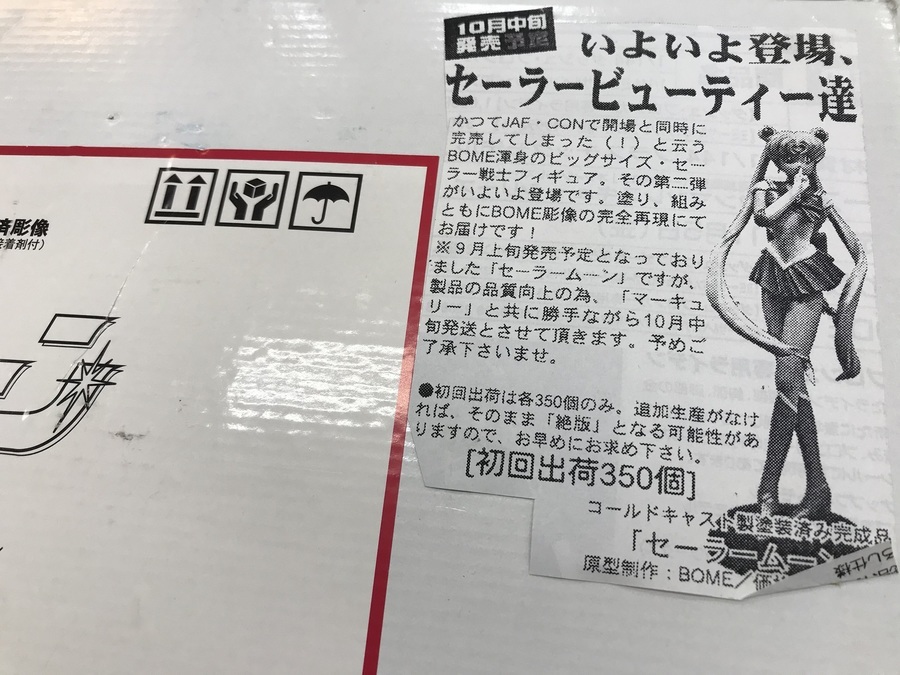 10月中旬
発売予定
いよいよ登場、
セーラービューティー達
かつてJAF・CONで開場と同時に
完売してしまった（！）と云う
BOME渾身のビッグサイズ・セー
ラー戦士フィギュア。その第二弾
がいよいよ登場です。塗り、組み
ともにBOME彫像の完全再現にて
お届けです！
※９月上旬発売予定となっており
ました「セーラームーン」ですが、
製品の品質向上の為、「マーキュ
リー」と共に勝手ながら10月中
旬発送とさせて頂きます。予めご
了承下さいませ。
●初回出荷は各350個のみ。追加生産がなけ
れば、そのまま「絶版」となる可能性があ
りますので、お早めにお求め下さい。
[初回出荷350個]
コールドキャスト製塗装済み完成品
「セーラームーン
原型制作：BOME／価
ろし仕様
済彫像
接着剤付）